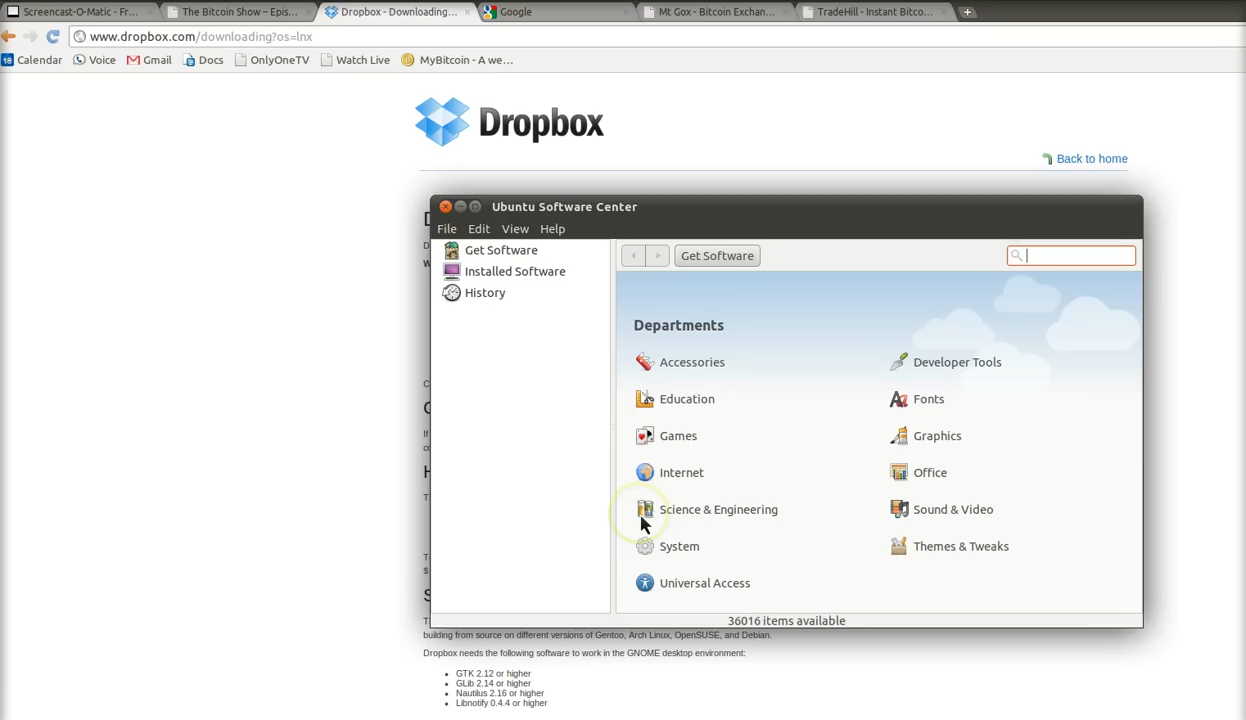 Screencast-O-Matic - Fr...
The Bitcoin Show – Epis...
Dropbox - Downloading...
Google
Mt Gox - Bitcoin Exchan...
TradeHill - Instant Bitco...
www.dropbox.com/downloading?os=lnx
18 Calendar
Voice
Gmail
Docs
OnlyOneTV
Watch Live
MyBitcoin - A we...
Dropbox
Back to home
Ubuntu Software Center
File Edit View Help
Get Software
Installed Software
History
Get Software
Departments
Accessories
Developer Tools
Education
Fonts
Games
Graphics
Internet
Office
Science & Engineering
Sound & Video
System
Themes & Tweaks
Universal Access
36016 items available
building from source on different versions of Gentoo, Arch Linux, OpenSUSE, and Debian.
Dropbox needs the following software to work in the GNOME desktop environment:
• GTK 2.12 or higher
• GLib 2.14 or higher
• Nautilus 2.16 or higher
• Libnotify 0.4.4 or higher